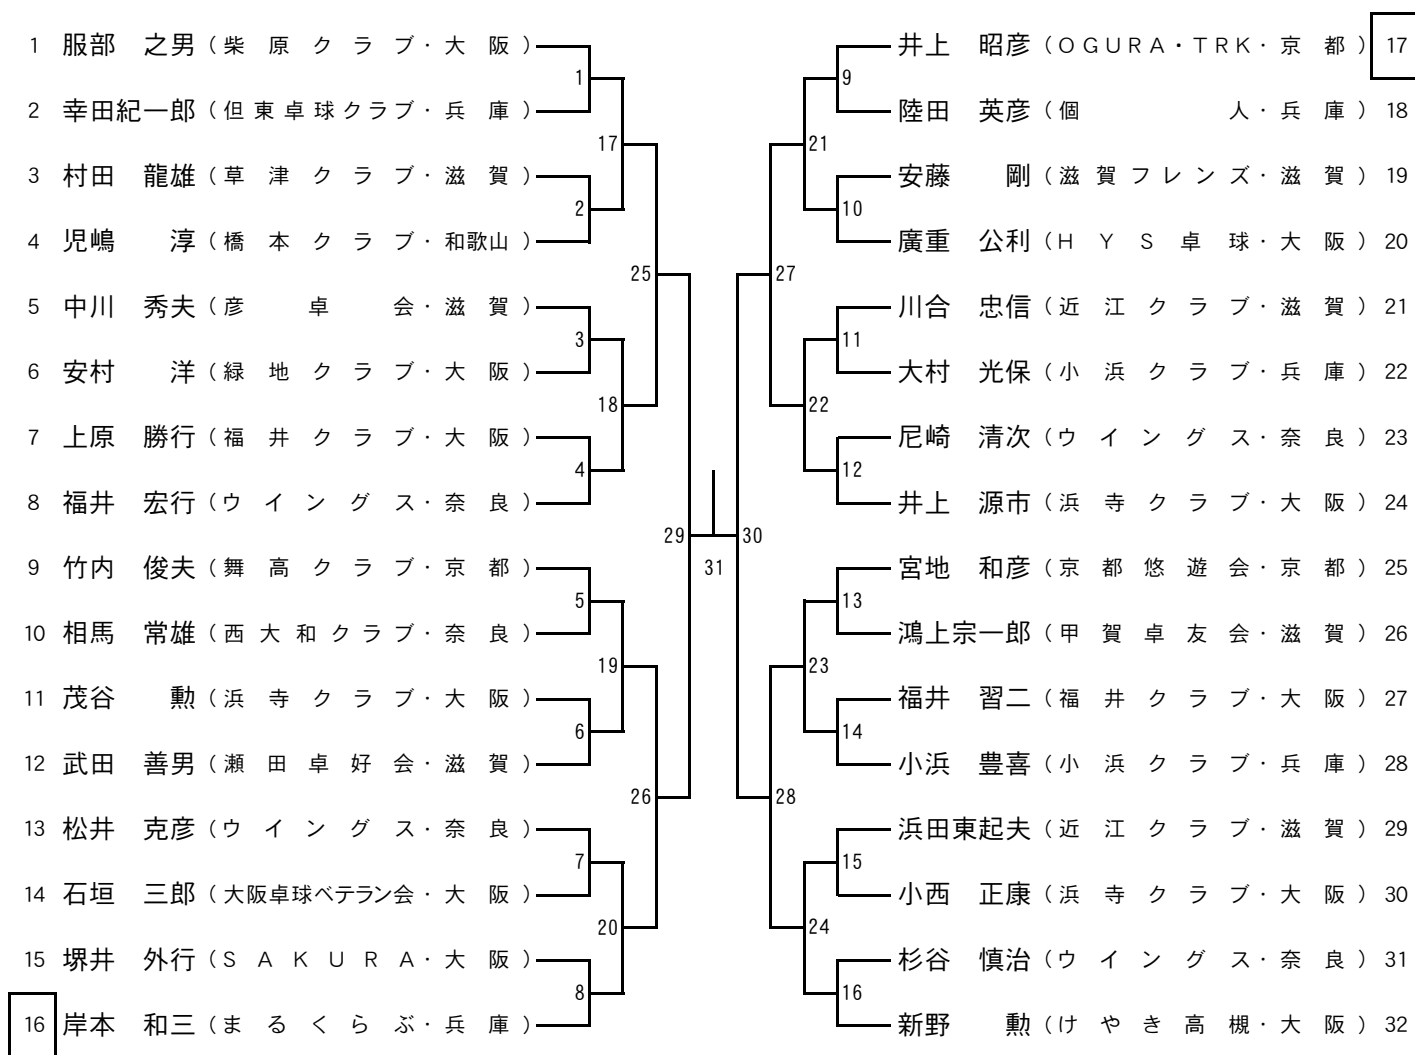 1 服部 之男 (柴原クラブ・大阪)
2 幸田紀一郎 (但東卓球クラブ・兵庫)
3 村田 龍雄 (草津クラブ・滋賀)
4 児嶋 淳 (橋本クラブ・和歌山)
5 中川 秀夫 (彦卓会・滋賀)
6 安村 洋 (緑地クラブ・大阪)
7 上原 勝行 (福井クラブ・大阪)
8 福井 宏行 (ウイングス・奈良)
9 竹内 俊夫 (舞高クラブ・京都)
10 相馬 常雄 (西大和クラブ・奈良)
11 茂谷 勲 (浜寺クラブ・大阪)
12 武田 善男 (瀬田卓好会・滋賀)
13 松井 克彦 (ウイングス・奈良)
14 石垣 三郎 (大阪卓球ベテラン会・大阪)
15 堺井 外行 (SAKURA・大阪)
16 岸本 和三 (まるくらぶ・兵庫)
1
2
3
4
5
6
7
8
17
18
19
20
25
26
29
31
30
27
28
21
22
23
24
9
10
11
12
13
14
15
16
井上 昭彦 (OGURA・TRK・京都) 17
陸田 英彦 (個人・兵庫) 18
安藤 剛 (滋賀フレンズ・滋賀) 19
廣重 公利 (HYS卓球・大阪) 20
川合 忠信 (近江クラブ・滋賀) 21
大村 光保 (小浜クラブ・兵庫) 22
尼崎 清次 (ウイングス・奈良) 23
井上 源市 (浜寺クラブ・大阪) 24
宮地 和彦 (京都悠遊会・京都) 25
鴻上宗一郎 (甲賀卓友会・滋賀) 26
福井 習二 (福井クラブ・大阪) 27
小浜 豊喜 (小浜クラブ・兵庫) 28
浜田東起夫 (近江クラブ・滋賀) 29
小西 正康 (浜寺クラブ・大阪) 30
杉谷 慎治 (ウイングス・奈良) 31
新野 勲 (けやき高槻・大阪) 32